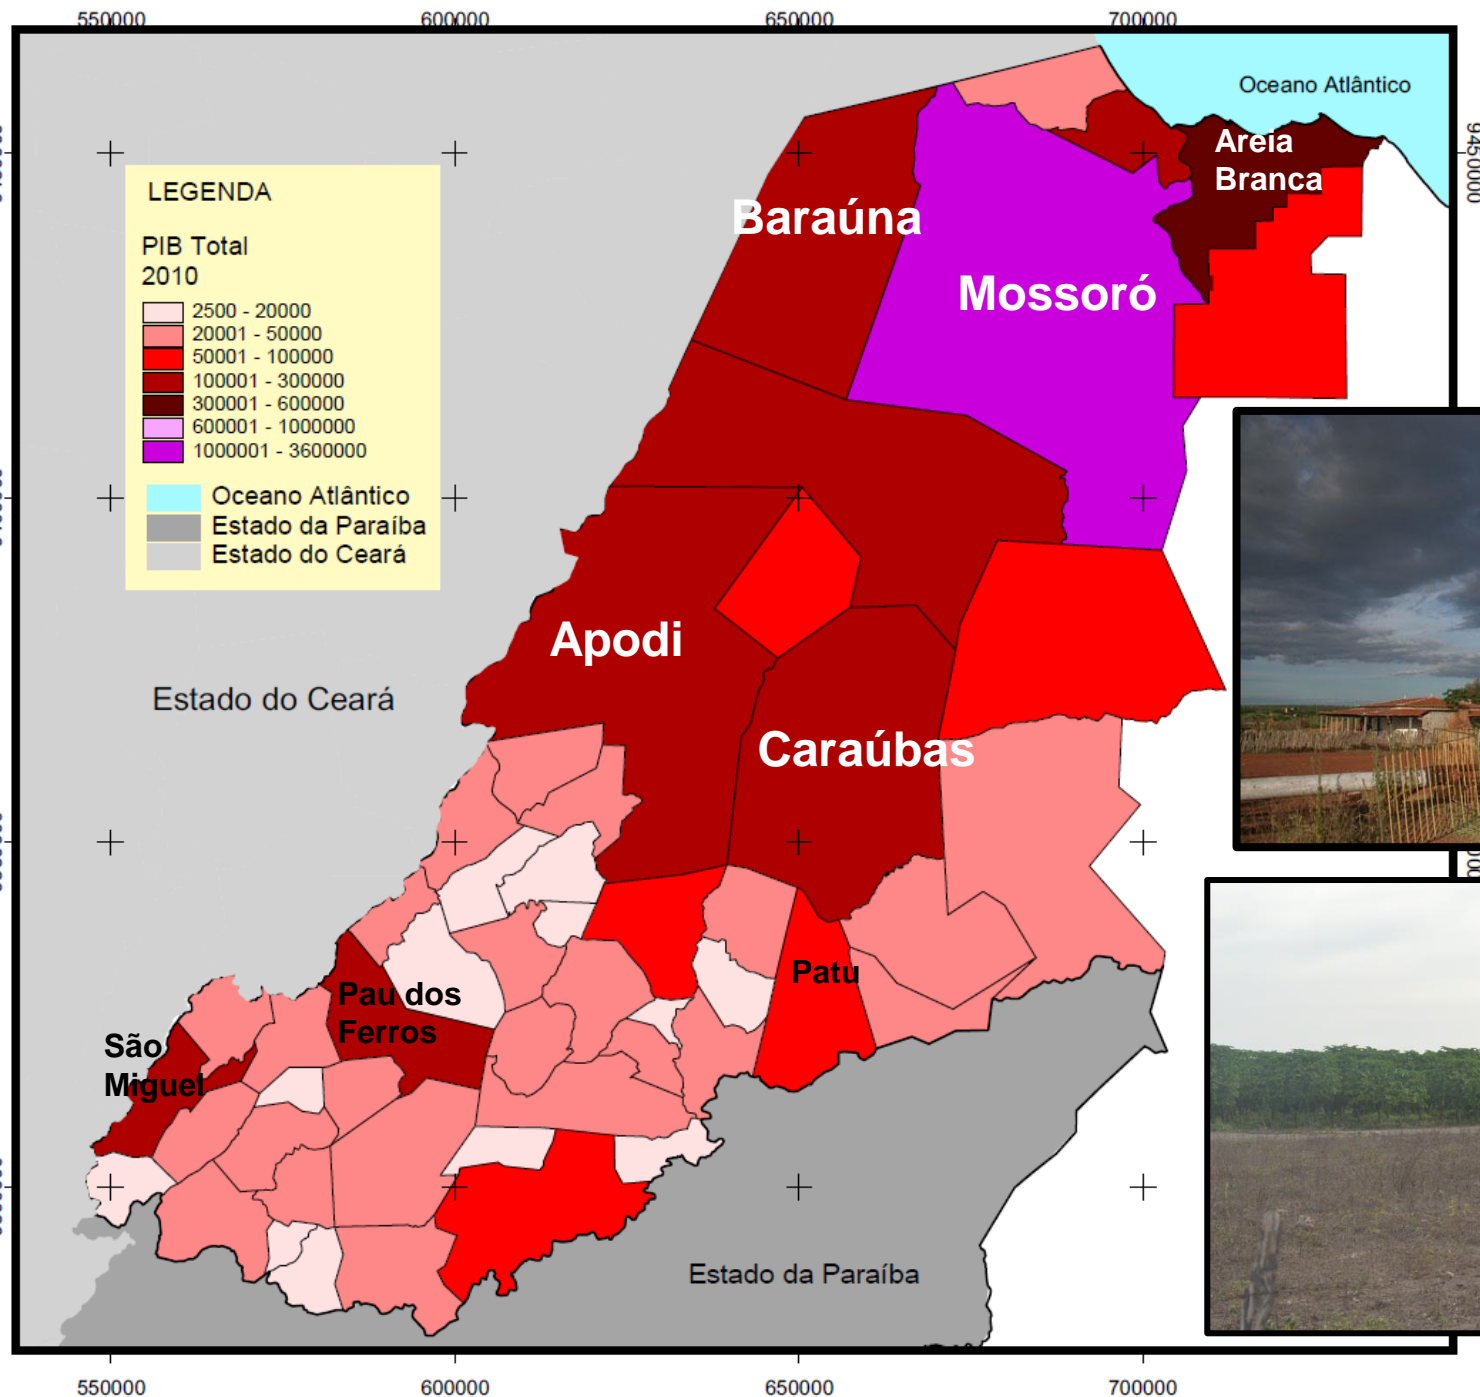 550000
600000
650000
700000
Oceano Atlântico
Areia
Branca
Baraúna
Mossoró
LEGENDA
PIB Total
2010
2500 - 20000
20001 - 50000
50001 - 100000
100001 - 300000
300001 - 600000
600001 - 1000000
1000001 - 3600000
Oceano Atlântico
Estado da Paraíba
Estado do Ceará
Apodi
Estado do Ceará
Caraúbas
Patu
Pau dos
Ferros
São
Miguel
Estado da Paraíba
550000
600000
650000
700000